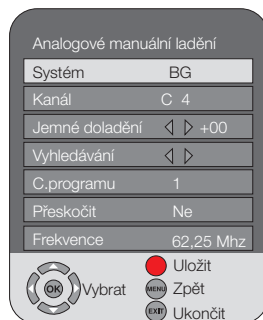 Analogové manuální ladění
Systém BG
Kanál C 4
Jemné doladění +00
Vyhledávání
C.programu 1
Přeskočit Ne
Frekvence 62,25 Mhz
OK Vybrat
Uložit
MENU Zpět
EXIT Ukončit